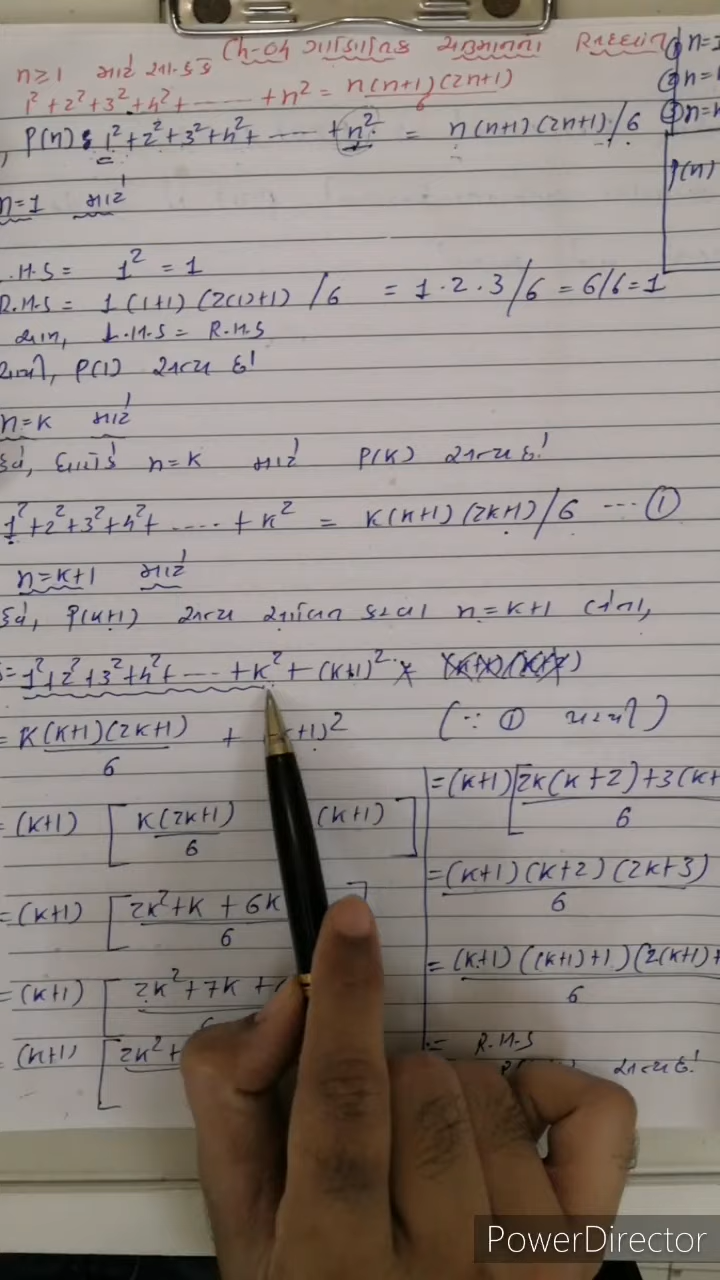 Ch-04 ગાણિતિક અનુમાનનો સિદ્ધાંત
n≥1 માટે સાબિત કરો
1²+2²+3²+4²+ ----- +n² = n(n+1)(2n+1)/6
P(n): 1²+2²+3²+4²+ ----- +n² = n(n+1)(2n+1)/6
① n=1
② n=k
③ n=k
P(n)
n=1 માટે
L.H.S = 1² = 1
R.H.S = 1(1+1)(2(1)+1)/6 = 1·2·3/6 = 6/6 = 1
આમ, L.H.S = R.H.S
P(1) સત્ય છે!
n=k માટે
ધારો કે n=k માટે P(k) સત્ય છે!
1²+2²+3²+4²+ ----- +k² = k(k+1)(2k+1)/6 --- ①
n=k+1 માટે
હવે, P(k+1) સત્ય સાબિત કરવા n=k+1 લેતાં,
= 1²+2²+3²+4²+ --- +k²+(k+1)²
= k(k+1)(2k+1)/6 + (k+1)² (∵ ① પરથી)
= (k+1) [k(2k+1)/6 (k+1)]
= (k+1) [2k²+k+6k /6]
= (k+1) [2k²+7k+
= (k+1) [2k²+
= (k+1) [2k(k+2)+3(k+ /6
= (k+1)(k+2)(2k+3)/6
= (k+1)((k+1)+1)(2(k+1)+ /6
= R.H.S
સત્ય છે!
PowerDirector